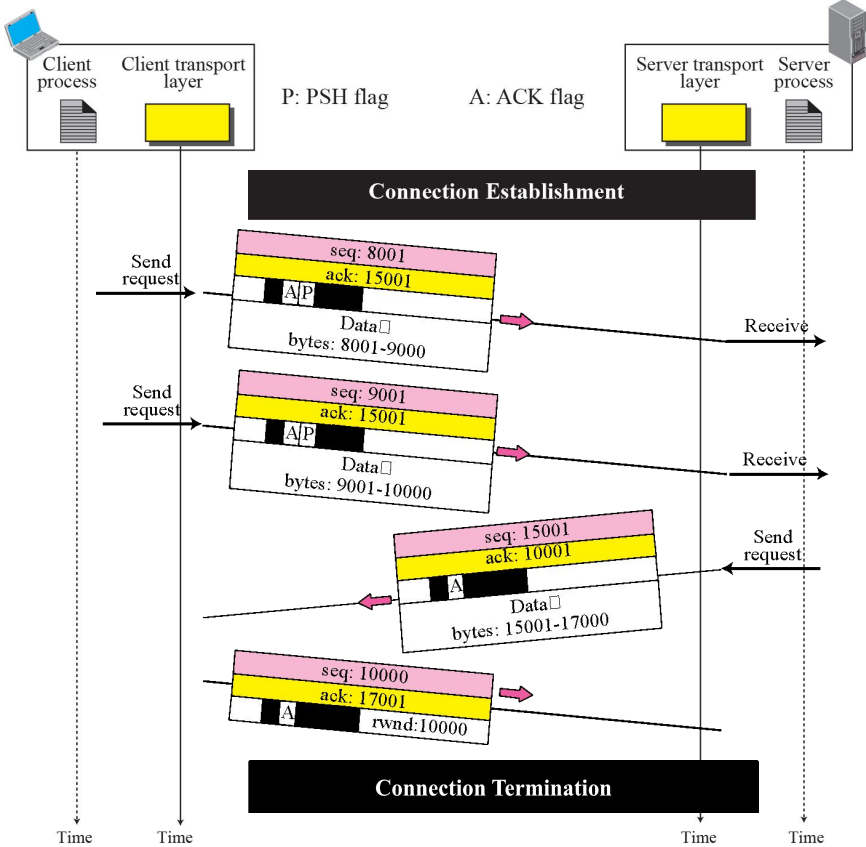 Client
process
Client transport
layer
P: PSH flag
A: ACK flag
Server transport
layer
Server
process
Connection Establishment
Send
request
seq: 8001
ack: 15001
A P
Data
bytes: 8001-9000
Receive
Send
request
seq: 9001
ack: 15001
A P
Data
bytes: 9001-10000
Receive
seq: 15001
ack: 10001
A
Data
bytes: 15001-17000
Send
request
seq: 10000
ack: 17001
A
rwnd:10000
Connection Termination
Time
Time
Time
Time